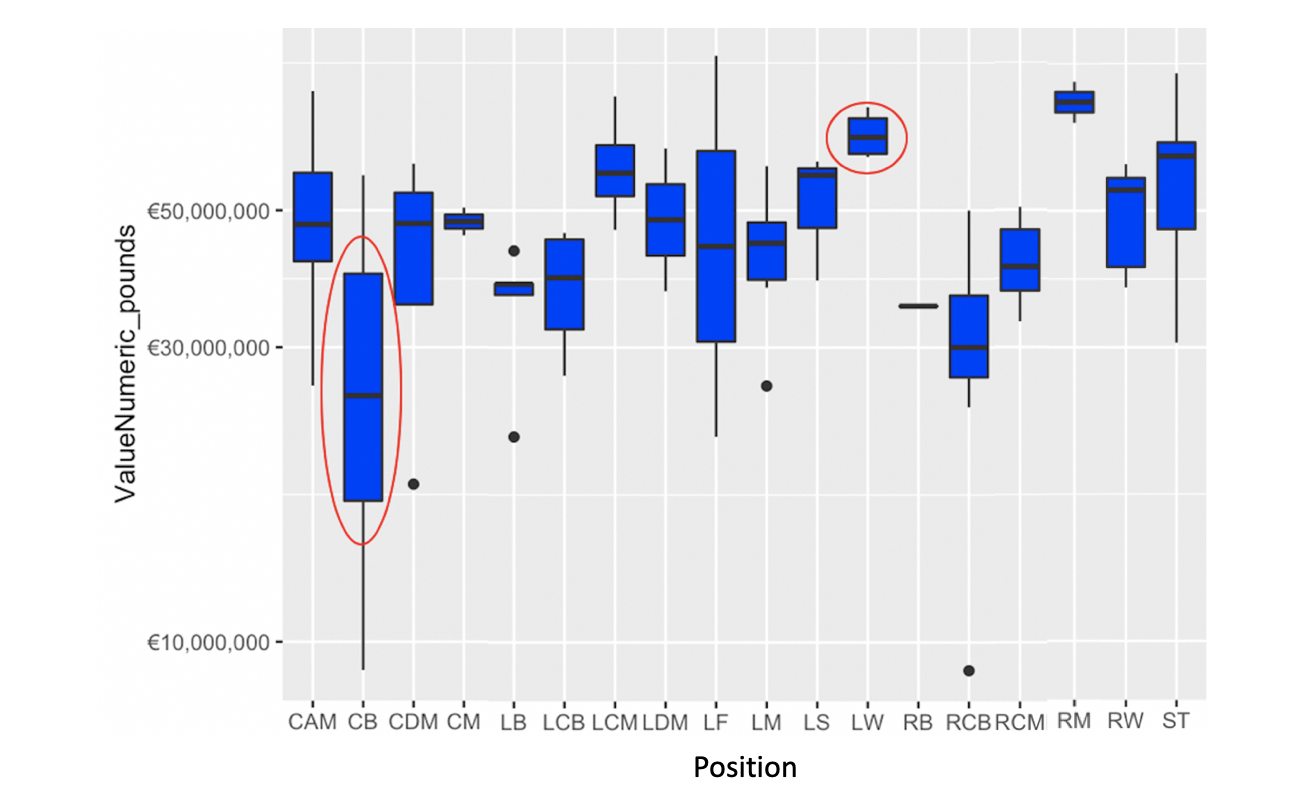 ValueNumeric_pounds
€50,000,000
€30,000,000
€10,000,000
CAM CB CDM CM LB LCB LCM LDM LF LM LS LW RB RCB RCM RM RW ST
Position